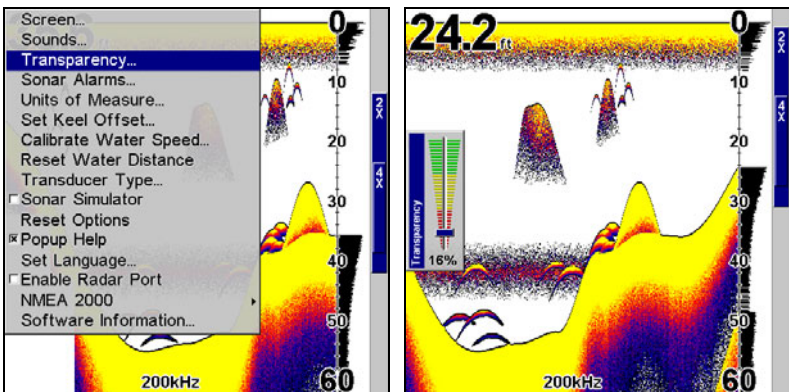 Screen...
Sounds...
Transparency...
Sonar Alarms...
Units of Measure...
Set Keel Offset...
Calibrate Water Speed...
Reset Water Distance
Transducer Type...
Sonar Simulator
Reset Options
Popup Help
Set Language...
Enable Radar Port
NMEA 2000
Software Information...
0
10
20
30
40
50
60
2X
4X
200kHz
24.2 ft
0
10
20
30
40
50
60
2X
4X
Transparency
16%
200kHz